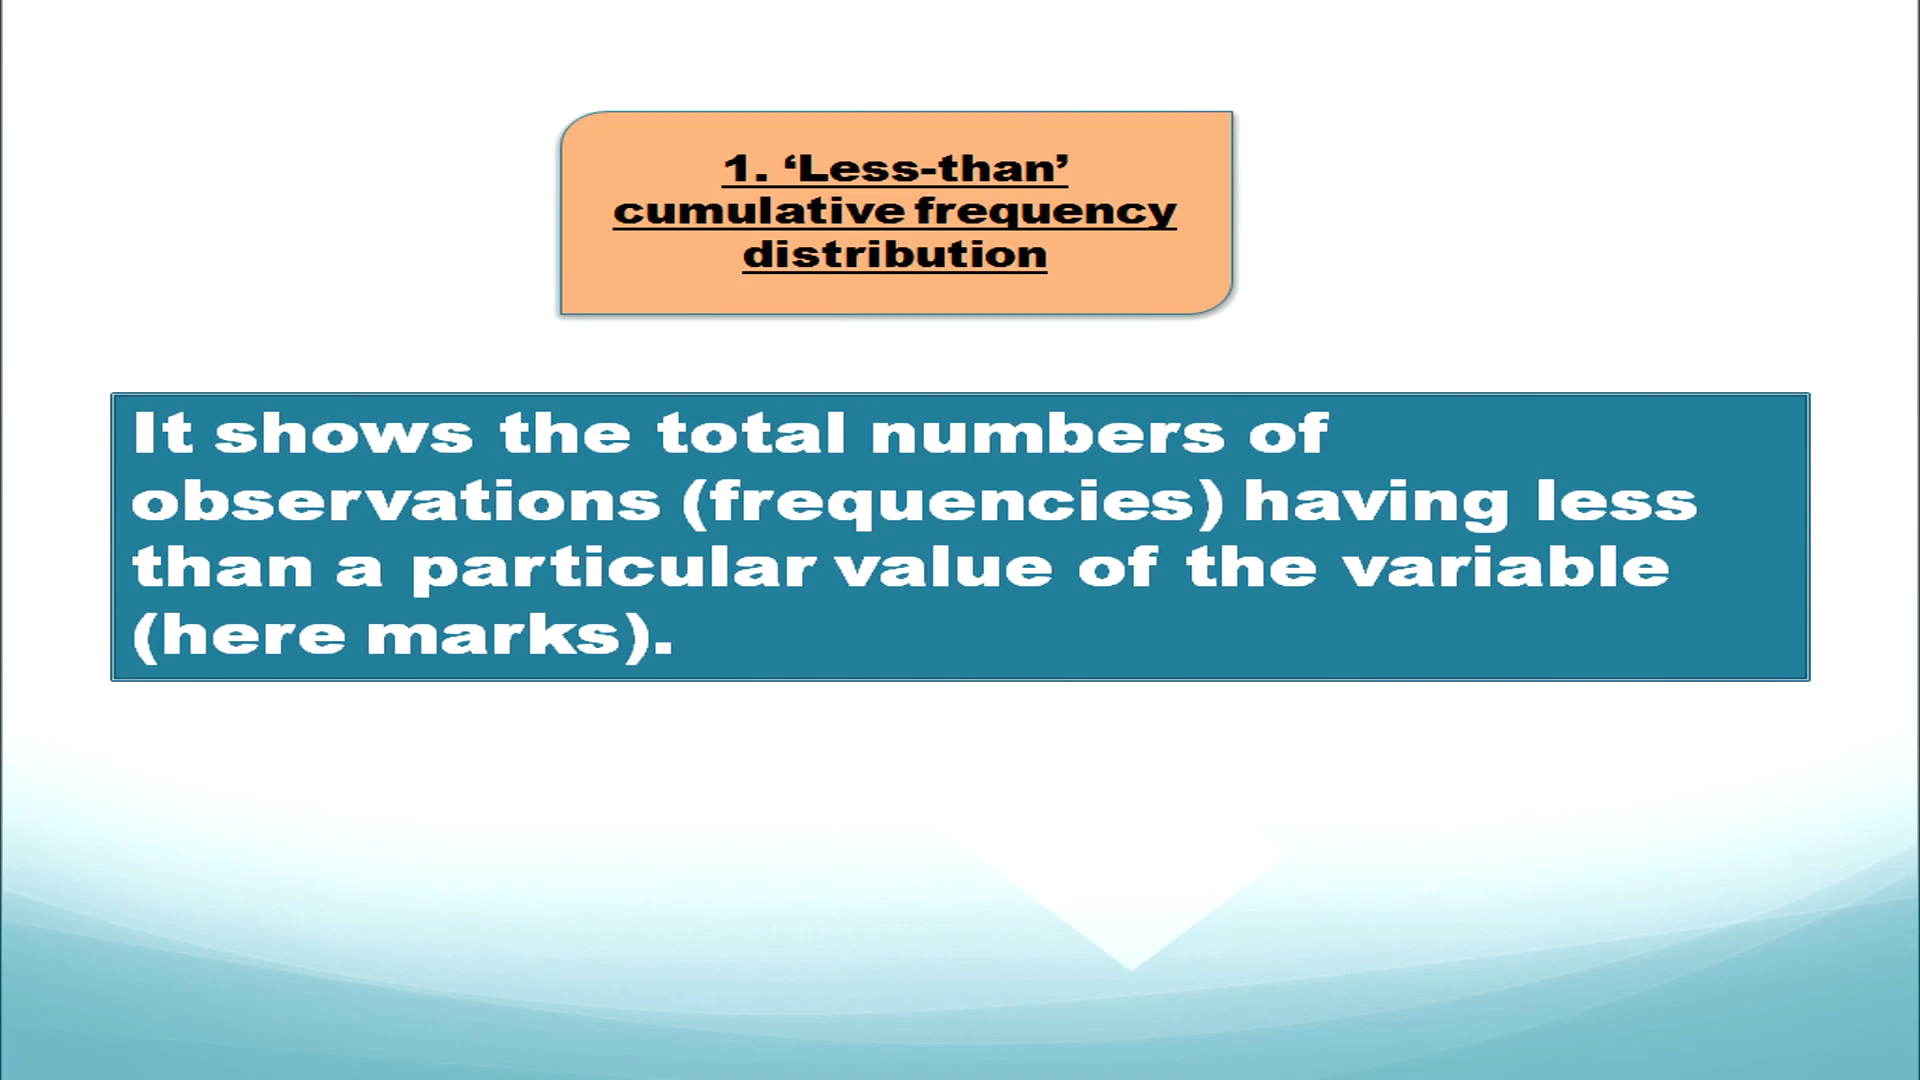 1. ‘Less-than’
cumulative frequency
distribution
It shows the total numbers of
observations (frequencies) having less
than a particular value of the variable
(here marks).